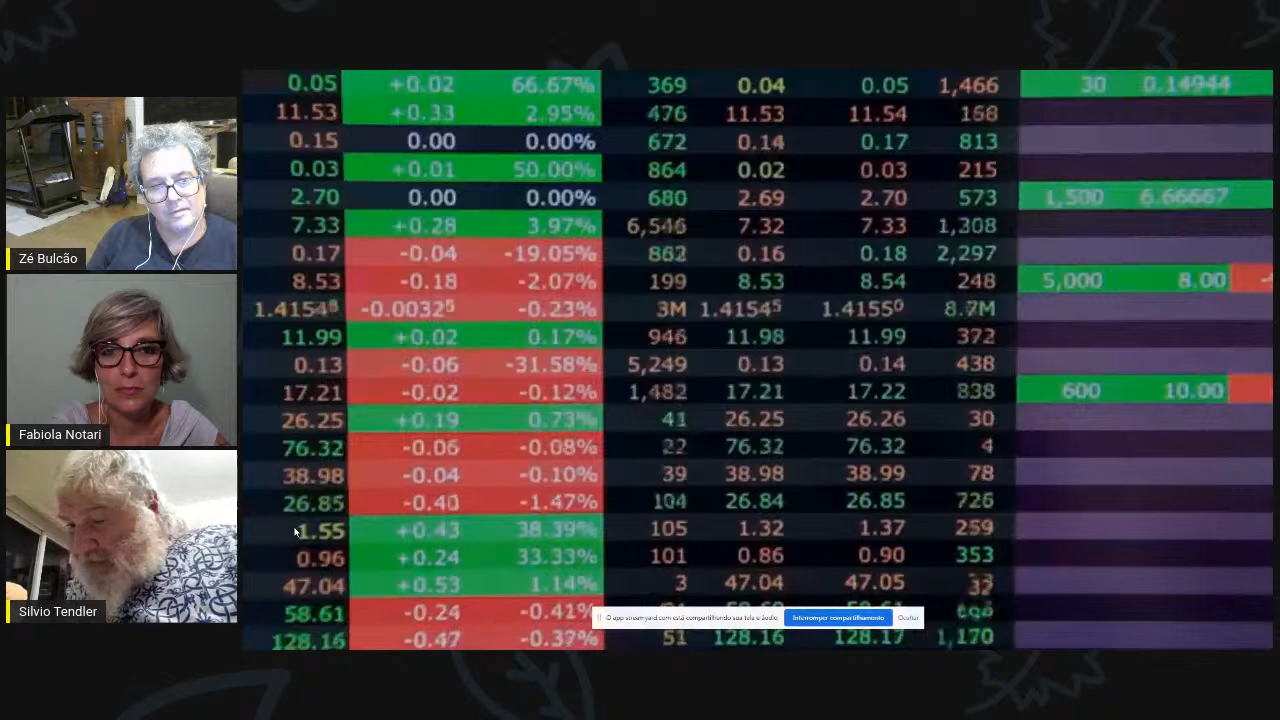 0.05 +0.02 66.67% 369 0.04 0.05 1,466 30 0.14944
11.53 +0.33 2.95% 476 11.53 11.54 168
0.15 0.00 0.00% 672 0.14 0.17 813
0.03 +0.01 50.00% 864 0.02 0.03 215
2.70 0.00 0.00% 680 2.69 2.70 573 1,500 6.66667
7.33 +0.28 3.97% 6,546 7.32 7.33 1,308
0.17 -0.04 -19.05% 862 0.16 0.18 2,297
Zé Bulcão
8.53 -0.18 -2.07% 199 8.53 8.54 248 5,000 8.00
-0.0032⁵ -0.23% 3M 1.4154⁵ 1.4155⁰
11.99 +0.02 0.17% 946 11.98 11.99 372
0.13 -0.06 -31.58% 5,249 0.13 0.14 438
17.21 -0.02 -0.12% 1,482 17.21 17.22 838 600 10.00
26.25 +0.19 0.73% 41 26.25 26.26 30
Fabiola Notari
76.32 -0.06 -0.08% 22 76.32 76.32 4
38.98 -0.04 -0.10% 39 38.98 38.99 78
26.85 -0.40 -1.47% 104 26.84 26.85 726
1.55 +0.43 38.39% 105 1.32 1.37 259
0.96 +0.24 33.33% 101 0.86 0.90 353
47.04 +0.53 1.14% 3 47.04 47.05
Silvio Tendler
58.61 -0.24 -0.41%
O app streamyard.com está compartilhando sua tela e áudio. Interromper compartilhamento Ocultar
128.16 -0.47 -0.37% 51 128.16 128.17 1,170